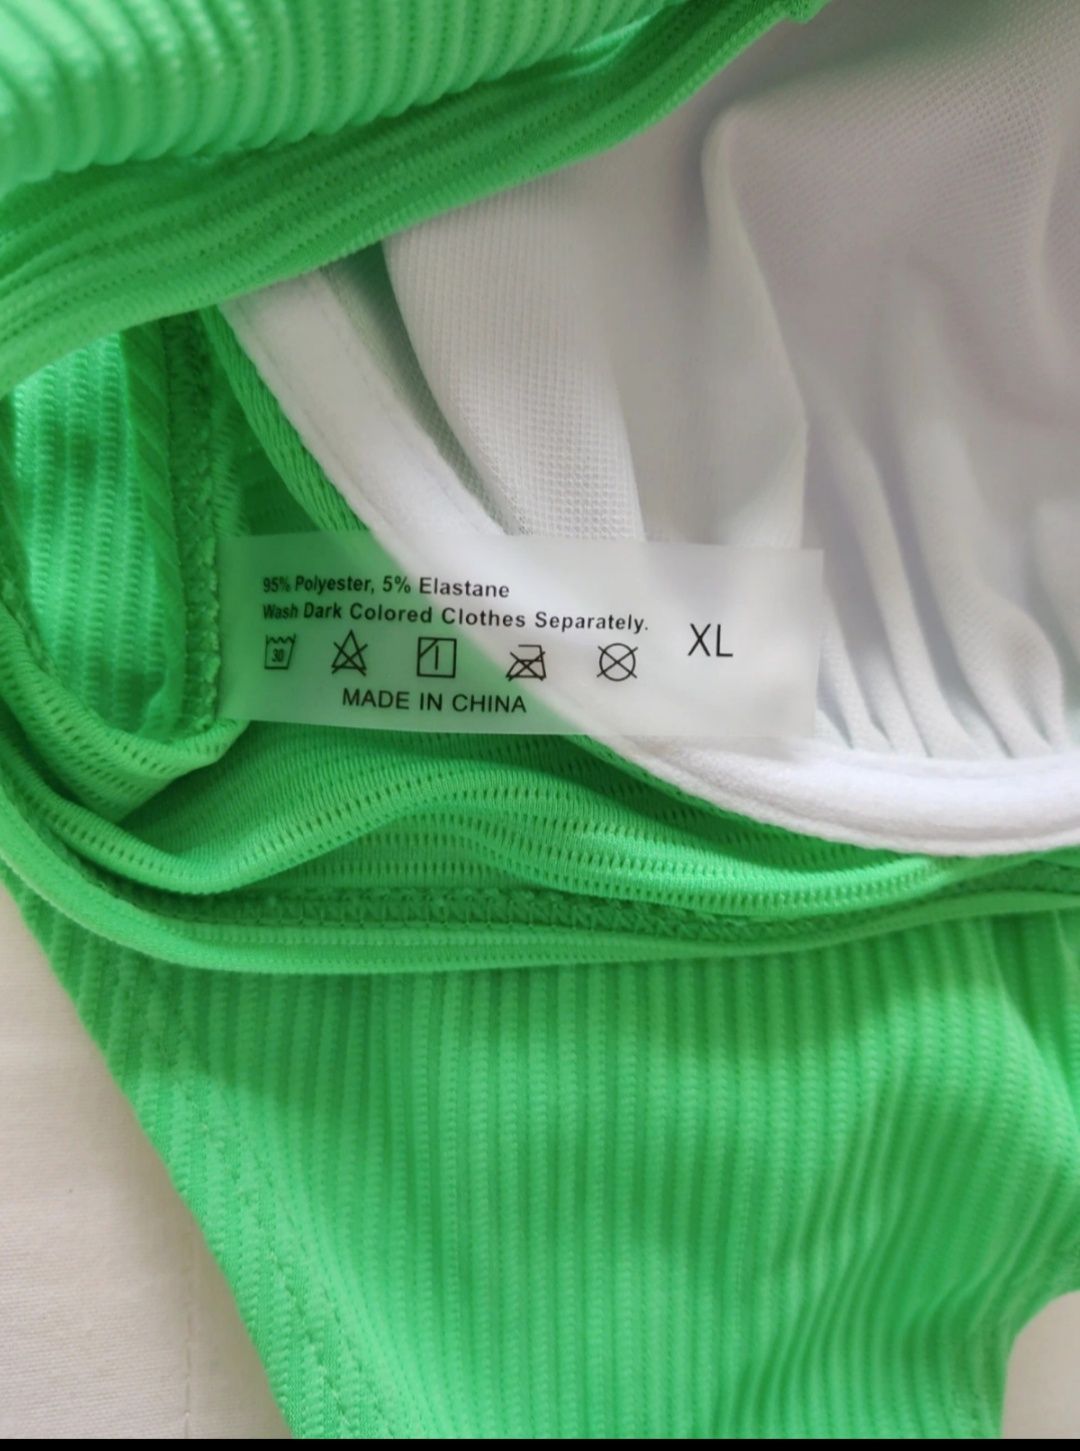 95% Polyester, 5% Elastane
Wash Dark Colored Clothes Separately.
XL
30
MADE IN CHINA